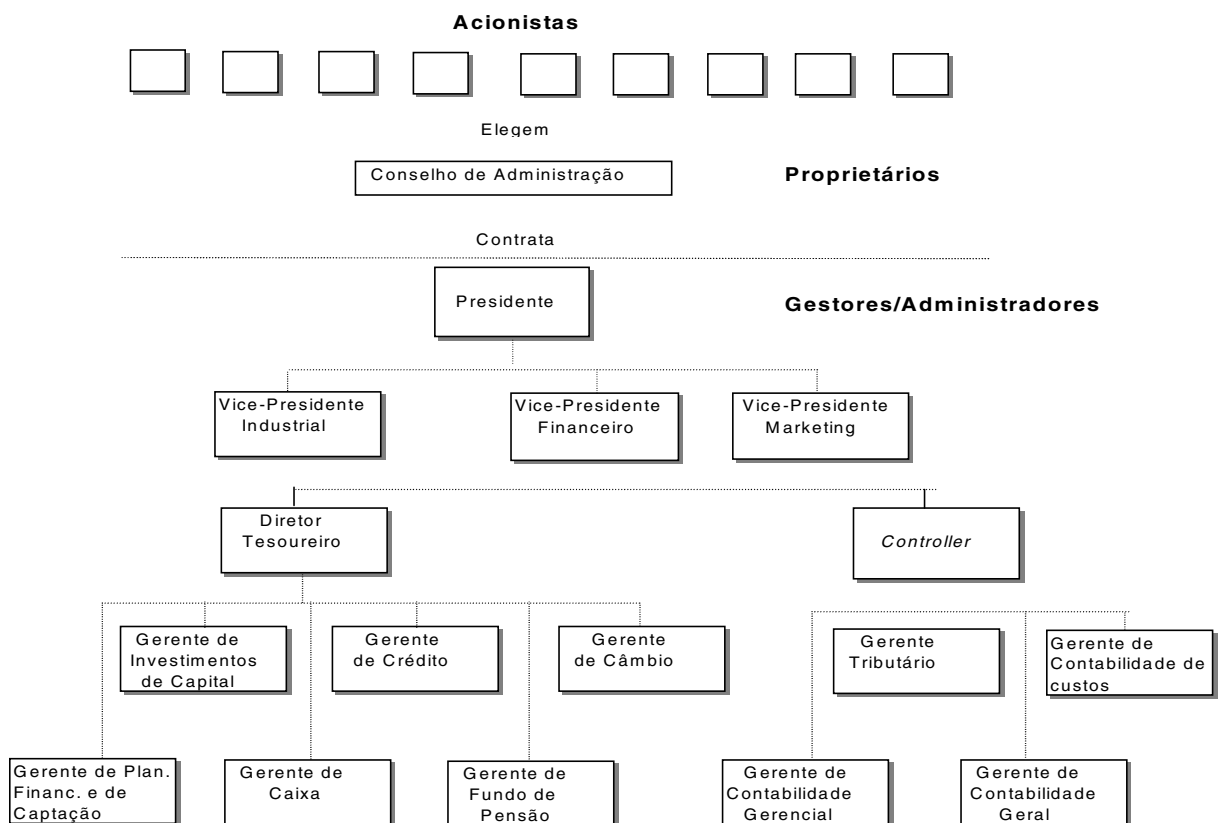 Acionistas
Elegem
Conselho de Administração
Proprietários
Contrata
Presidente
Gestores/Administradores
Vice-Presidente
Industrial
Vice-Presidente
Financeiro
Vice-Presidente
Marketing
Diretor
Tesoureiro
Controller
Gerente de
Investimentos
de Capital
Gerente
de Crédito
Gerente
de Câmbio
Gerente
Tributário
Gerente de
Contabilidade de
custos
Gerente de Plan.
Financ. e de
Captação
Gerente de
Caixa
Gerente de
Fundo de
Pensão
Gerente de
Contabilidade
Gerencial
Gerente de
Contabilidade
Geral